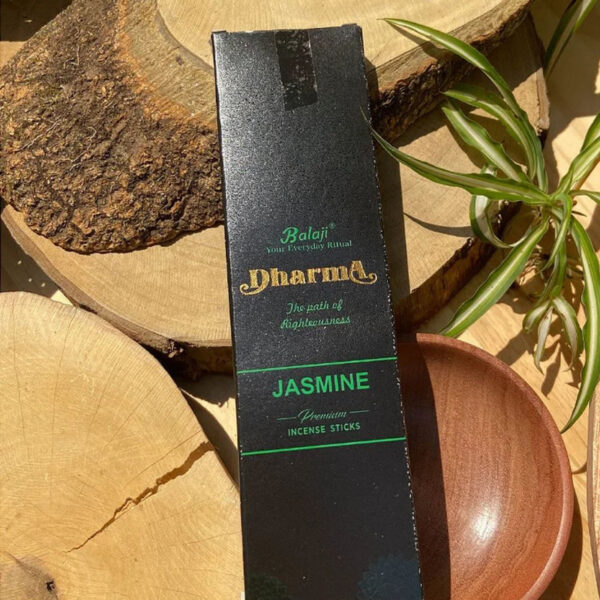 Balaji®
Your Everyday Ritual
Dharma
The path of
Righteousness
JASMINE
Premium
INCENSE STICKS